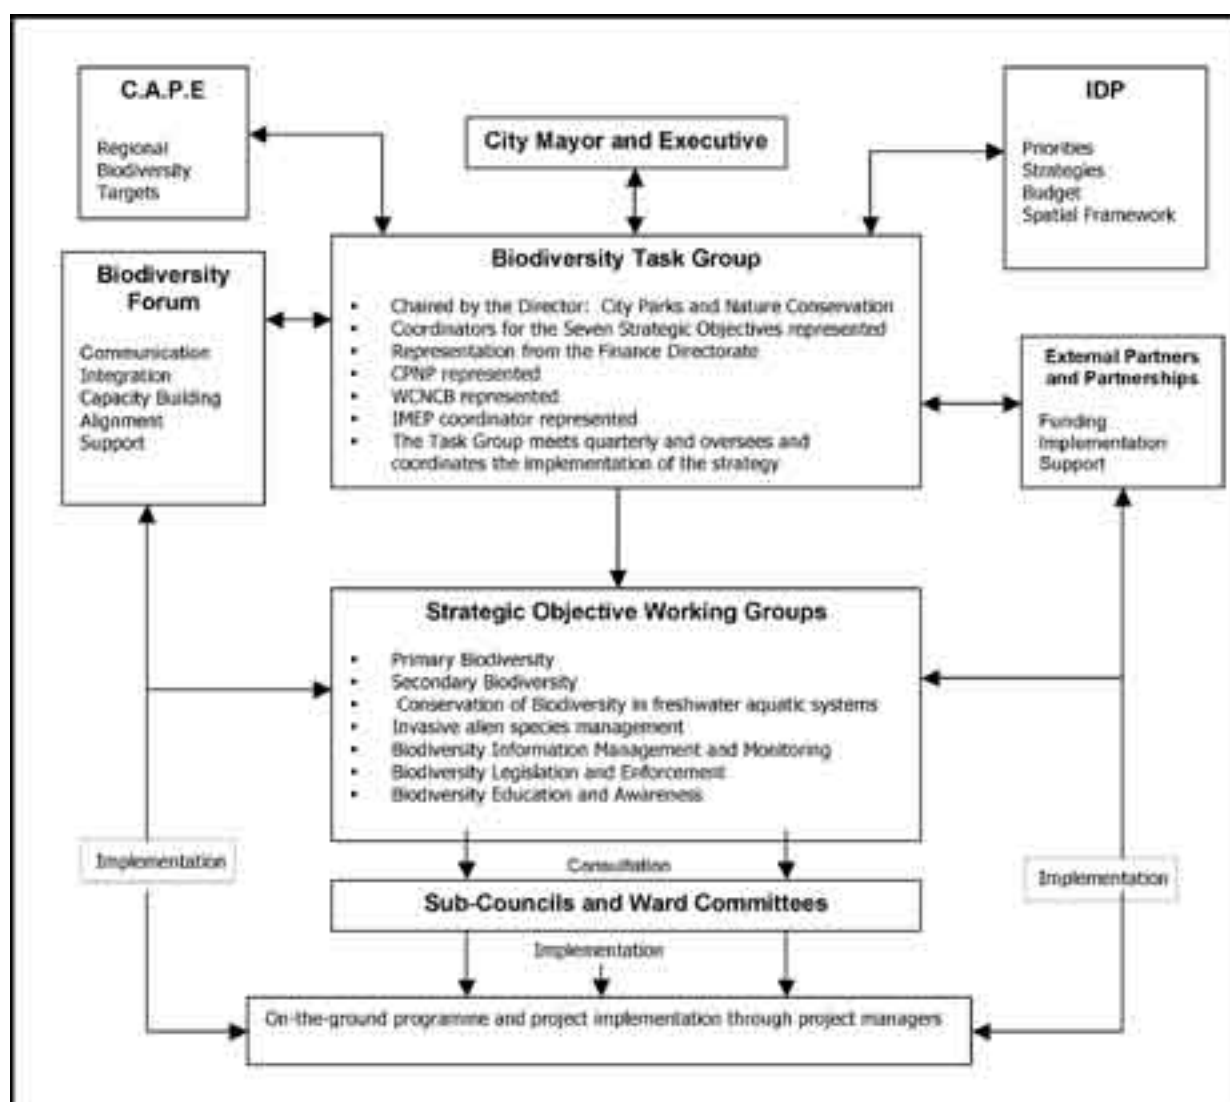 C.A.P.E
Regional
Biodiversity
Targets
City Mayor and Executive
IDP
Priorities
Strategies
Budget
Spatial Framework
Biodiversity
Forum
Communication
Integration
Capacity Building
Alignment
Support
Biodiversity Task Group
▪ Chaired by the Director: City Parks and Nature Conservation
▪ Coordinators for the Seven Strategic Objectives represented
▪ Representation from the Finance Directorate
▪ CPNP represented
▪ WCNCB represented
▪ IMEP coordinator represented
▪ The Task Group meets quarterly and oversees and
coordinates the implementation of the strategy
External Partners
and Partnerships
Funding
Implementation
Support
Strategic Objective Working Groups
▪ Primary Biodiversity
▪ Secondary Biodiversity
▪ Conservation of Biodiversity in freshwater aquatic systems
▪ Invasive alien species management
▪ Biodiversity Information Management and Monitoring
▪ Biodiversity Legislation and Enforcement
▪ Biodiversity Education and Awareness
Implementation
Consultation
Implementation
Sub-Councils and Ward Committees
Implementation
On-the-ground programme and project implementation through project managers